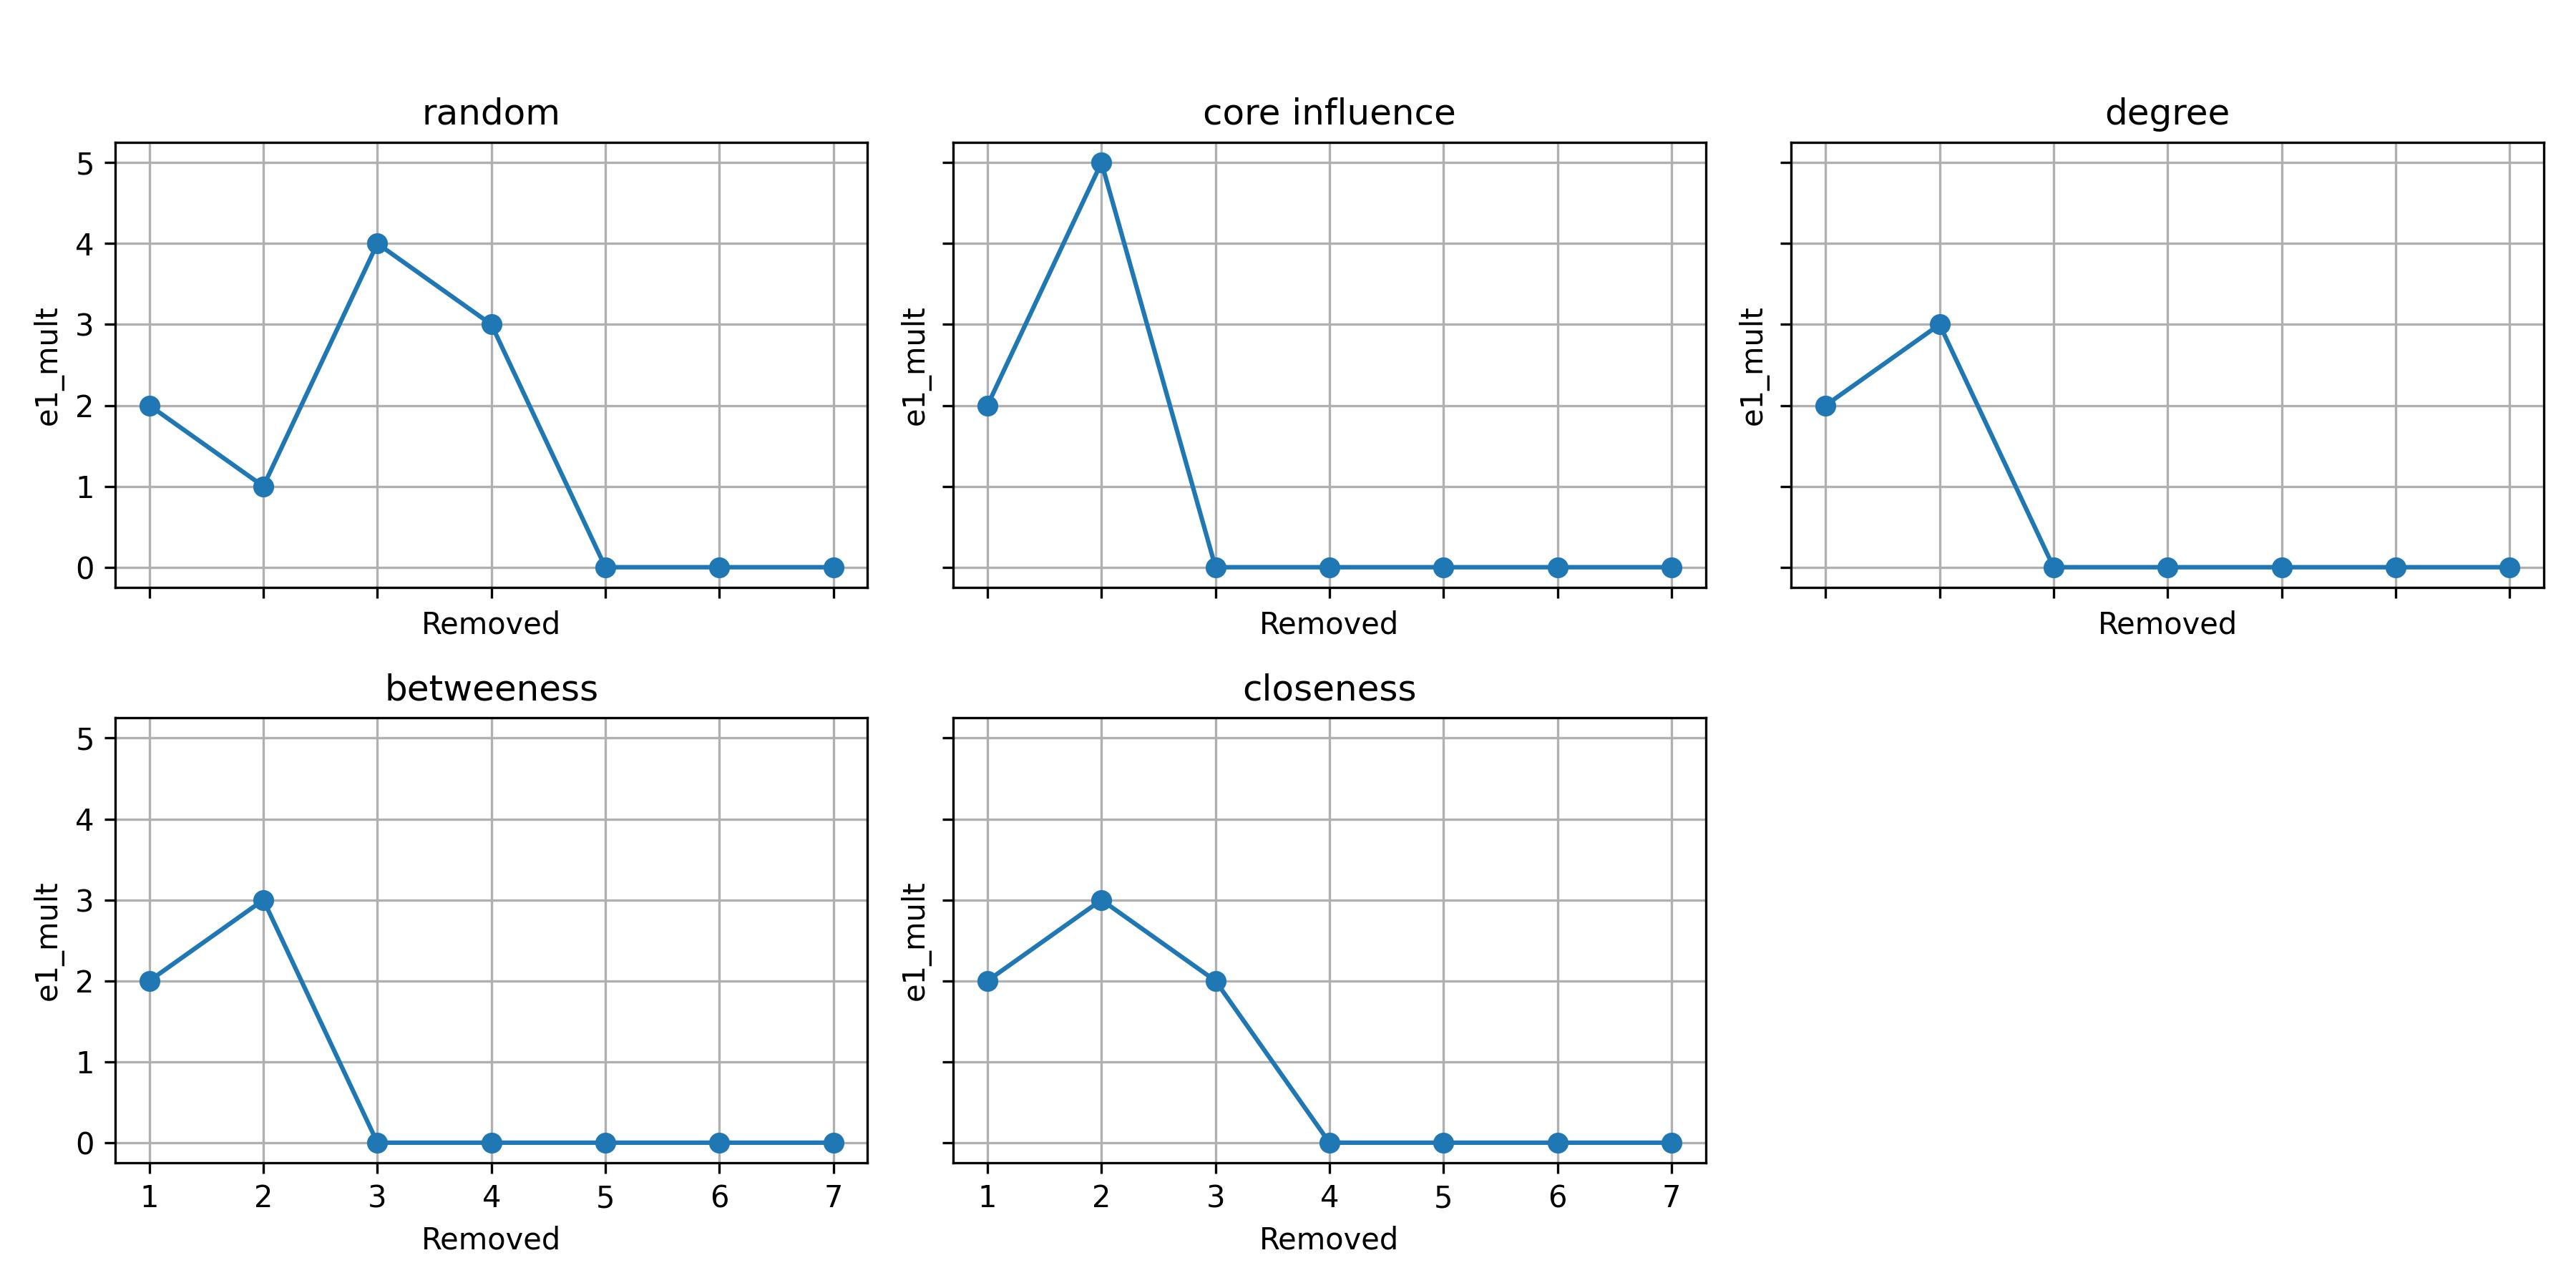 random
core influence
degree
5
4
3
2
1
0
e1_mult
e1_mult
e1_mult
Removed
Removed
Removed
betweeness
closeness
5
4
3
2
1
0
e1_mult
e1_mult
1 2 3 4 5 6 7
1 2 3 4 5 6 7
Removed
Removed